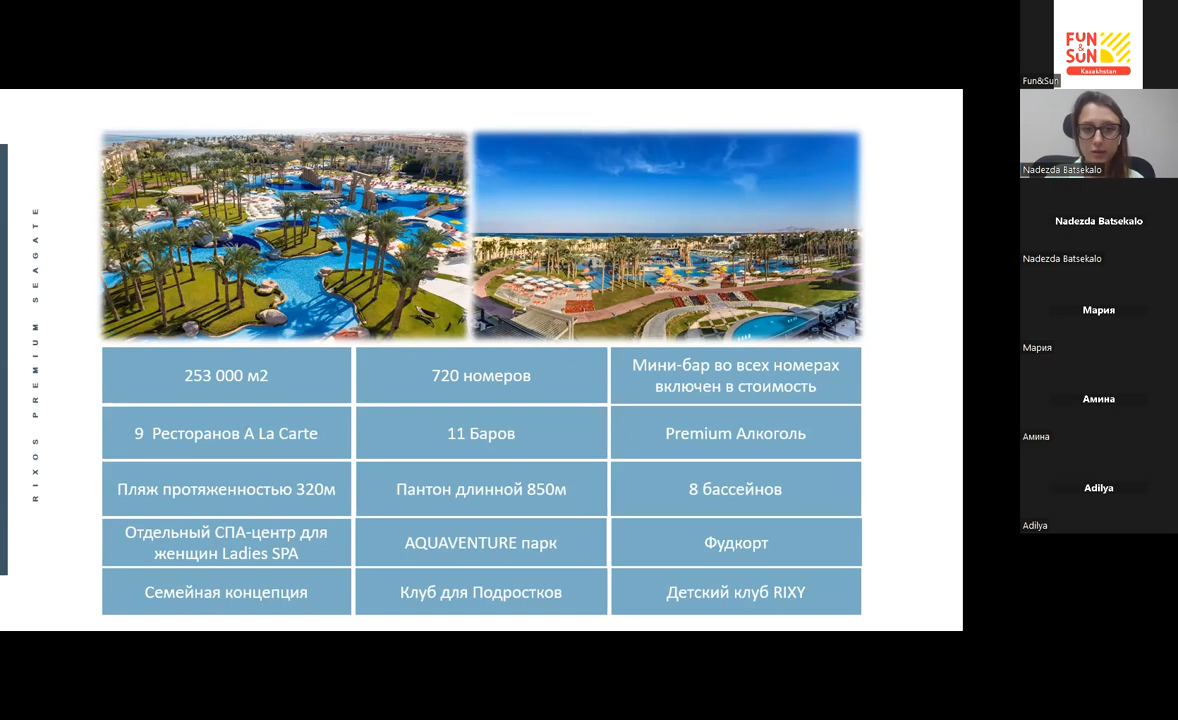 RIXOS PREMIUM SEAGATE
253 000 м2
720 номеров
Мини-бар во всех номерах
включен в стоимость
9 Ресторанов A La Carte
11 Баров
Premium Алкоголь
Пляж протяженностью 320м
Пантон длинной 850м
8 бассейнов
Отдельный СПА-центр для
женщин Ladies SPA
AQUAVENTURE парк
Фудкорт
Семейная концепция
Клуб для Подростков
Детский клуб RIXY
FUN
&
SUN
Kazakhstan
Fun&Sun
Nadezda Batsekalo
Nadezda Batsekalo
Nadezda Batsekalo
Мария
Мария
Амина
Амина
Adilya
Adilya